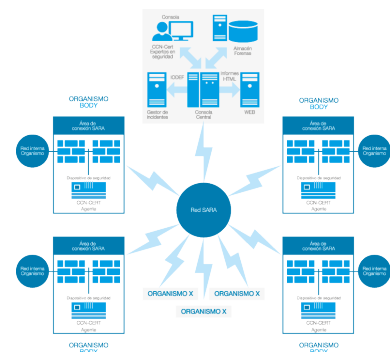 Consola
CCN-Cert
Expertos en
seguridad
Almacén
Forense
IODEF
Informes
HTML
Gestor de
Incidentes
Consola
Central
WEB
ORGANISMO
BODY
Área de
conexión SARA
Red interna
Organismo
Dispositivo de seguridad
CCN-CERT
Agente
ORGANISMO
BODY
Área de
conexión SARA
Red interna
Organismo
Dispositivo de seguridad
CCN-CERT
Agente
Red SARA
Área de
conexión SARA
Red interna
Organismo
Dispositivo de seguridad
CCN-CERT
Agente
ORGANISMO
BODY
Área de
conexión SARA
Red interna
Organismo
Dispositivo de seguridad
CCN-CERT
Agente
ORGANISMO
BODY
ORGANISMO X
ORGANISMO X
ORGANISMO X